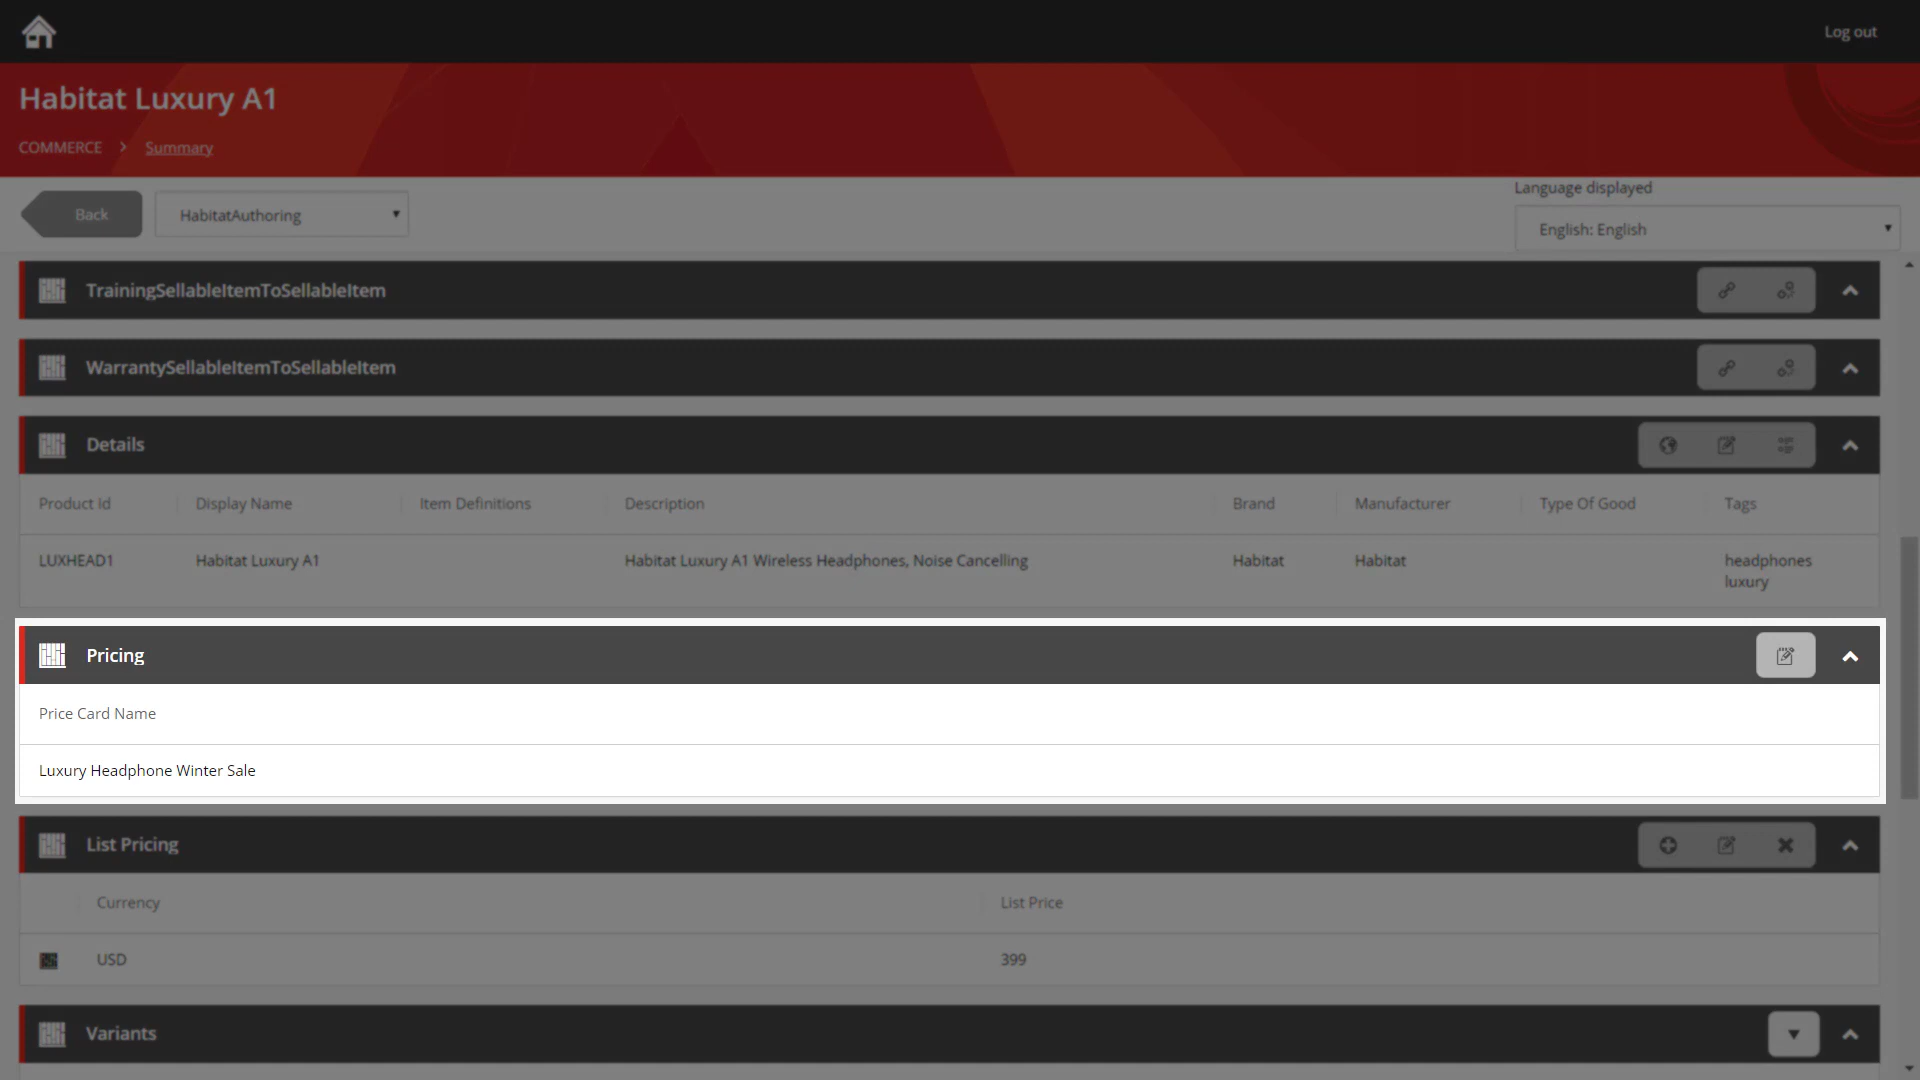 Log out
Habitat Luxury A1
COMMERCE > Summary
Back
HabitatAuthoring
Language displayed
English: English
TrainingSellableItemToSellableItem
WarrantySellableItemToSellableItem
Details
Product Id Display Name Item Definitions Description Brand Manufacturer Type Of Good Tags
LUXHEAD1 Habitat Luxury A1 Habitat Luxury A1 Wireless Headphones, Noise Cancelling Habitat Habitat headphones
luxury
Pricing
Price Card Name
Luxury Headphone Winter Sale
List Pricing
Currency List Price
USD 399
Variants